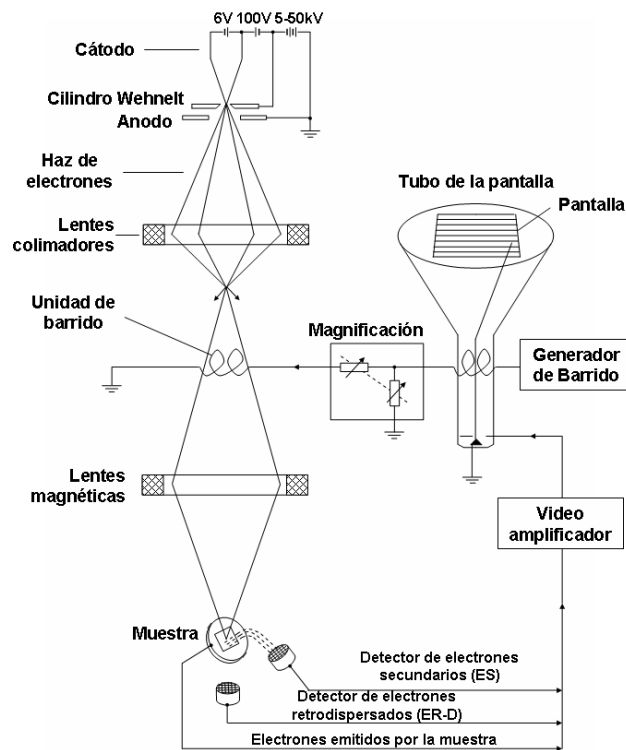 6V 100V 5-50kV
Cátodo
Cilindro Wehnelt
Anodo
Haz de
electrones
Tubo de la pantalla
Pantalla
Lentes
colimadores
Unidad de
barrido
Magnificación
Generador
de Barrido
Lentes
magnéticas
Video
amplificador
Muestra
Detector de electrones
secundarios (ES)
Detector de electrones
retrodispersados (ER-D)
Electrones emitidos por la muestra